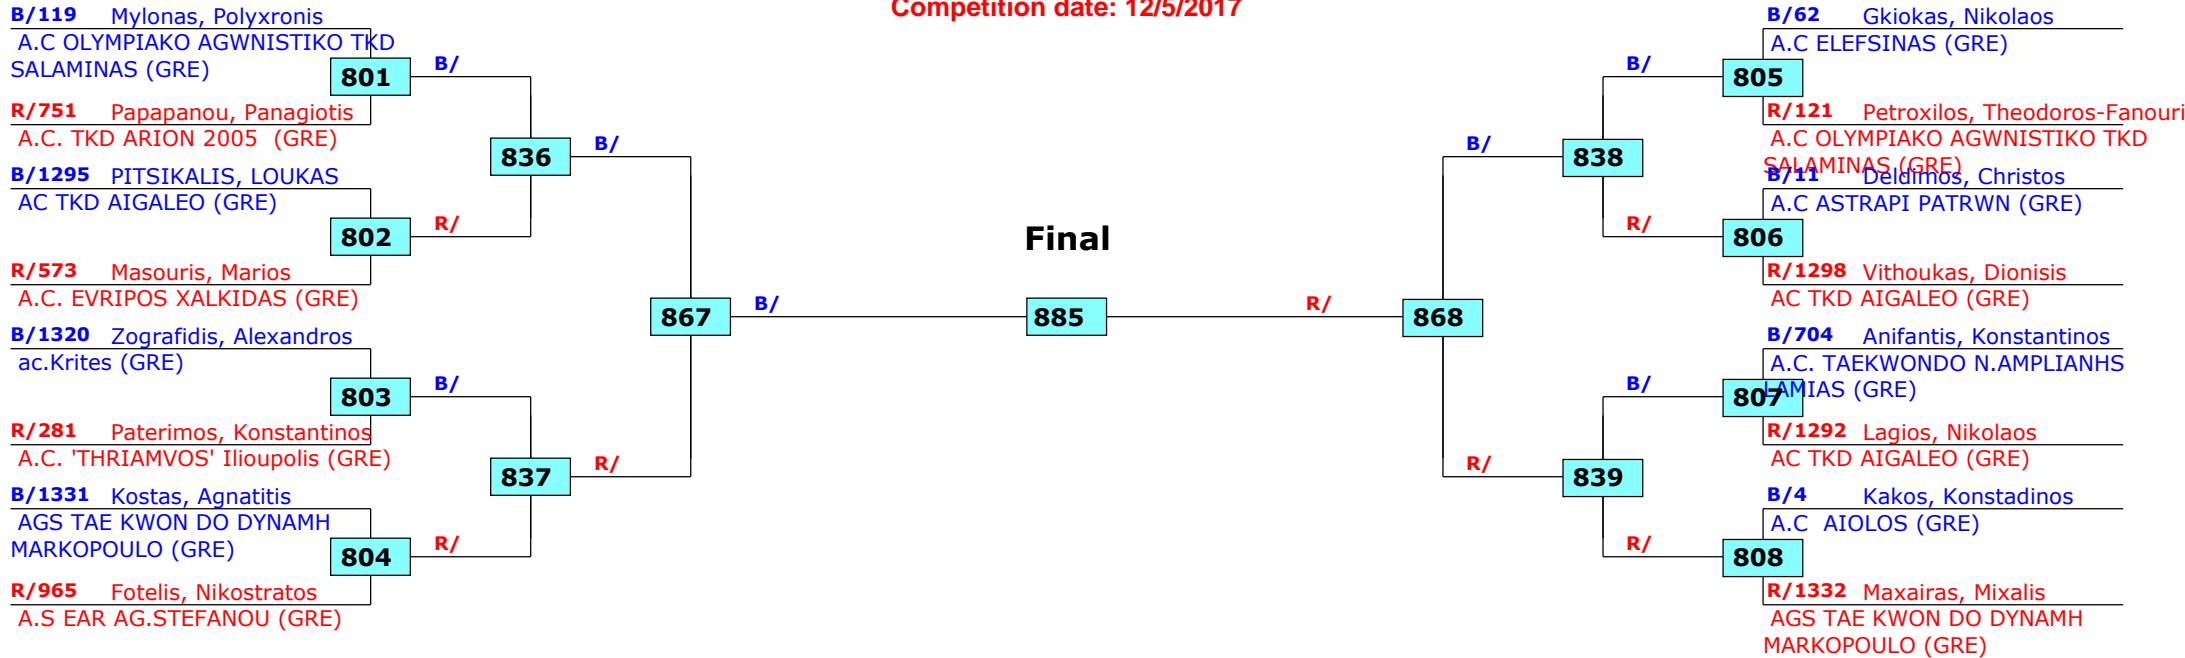 Competition date: 12/5/2017
B/119 Mylonas, Polyxronis
A.C OLYMPIAKO AGWNISTIKO TKD
SALAMINAS (GRE)
801
B/
R/751 Papapanou, Panagiotis
A.C. TKD ARION 2005 (GRE)
836
B/
B/1295 PITSIKALIS, LOUKAS
AC TKD AIGALEO (GRE)
802
R/
R/573 Masouris, Marios
A.C. EVRIPOS XALKIDAS (GRE)
867
B/
B/1320 Zografidis, Alexandros
ac.Krites (GRE)
803
B/
R/281 Paterimos, Konstantinos
A.C. 'THRIAMVOS' Ilioupolis (GRE)
837
R/
B/1331 Kostas, Agnatitis
AGS TAE KWON DO DYNAMH
MARKOPOULO (GRE)
804
R/
R/965 Fotelis, Nikostratos
A.S EAR AG.STEFANOU (GRE)
Final
885
B/62 Gkiokas, Nikolaos
A.C ELEFSINAS (GRE)
B/
805
R/121 Petroxilos, Theodoros-Fanouri
A.C OLYMPIAKO AGWNISTIKO TKD
SALAMINAS (GRE)
B/
838
B/11 Deldimos, Christos
A.C ASTRAPI PATRWN (GRE)
R/
806
R/1298 Vithoukas, Dionisis
AC TKD AIGALEO (GRE)
R/
868
B/704 Anifantis, Konstantinos
A.C. TAEKWONDO N.AMPLIANHS
LAMIAS (GRE)
B/
807
R/1292 Lagios, Nikolaos
AC TKD AIGALEO (GRE)
R/
839
B/4 Kakos, Konstadinos
A.C AIOLOS (GRE)
R/
808
R/1332 Maxairas, Mixalis
AGS TAE KWON DO DYNAMH
MARKOPOULO (GRE)